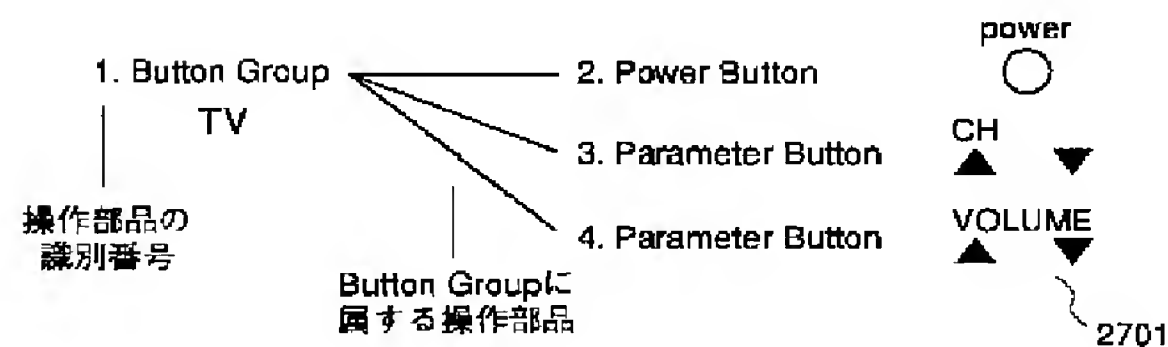 power
1. Button Group
TV
2. Power Button
3. Parameter Button
4. Parameter Button
CH
VOLUME
操作部品の
識別番号
Button Groupに
属する操作部品
2701